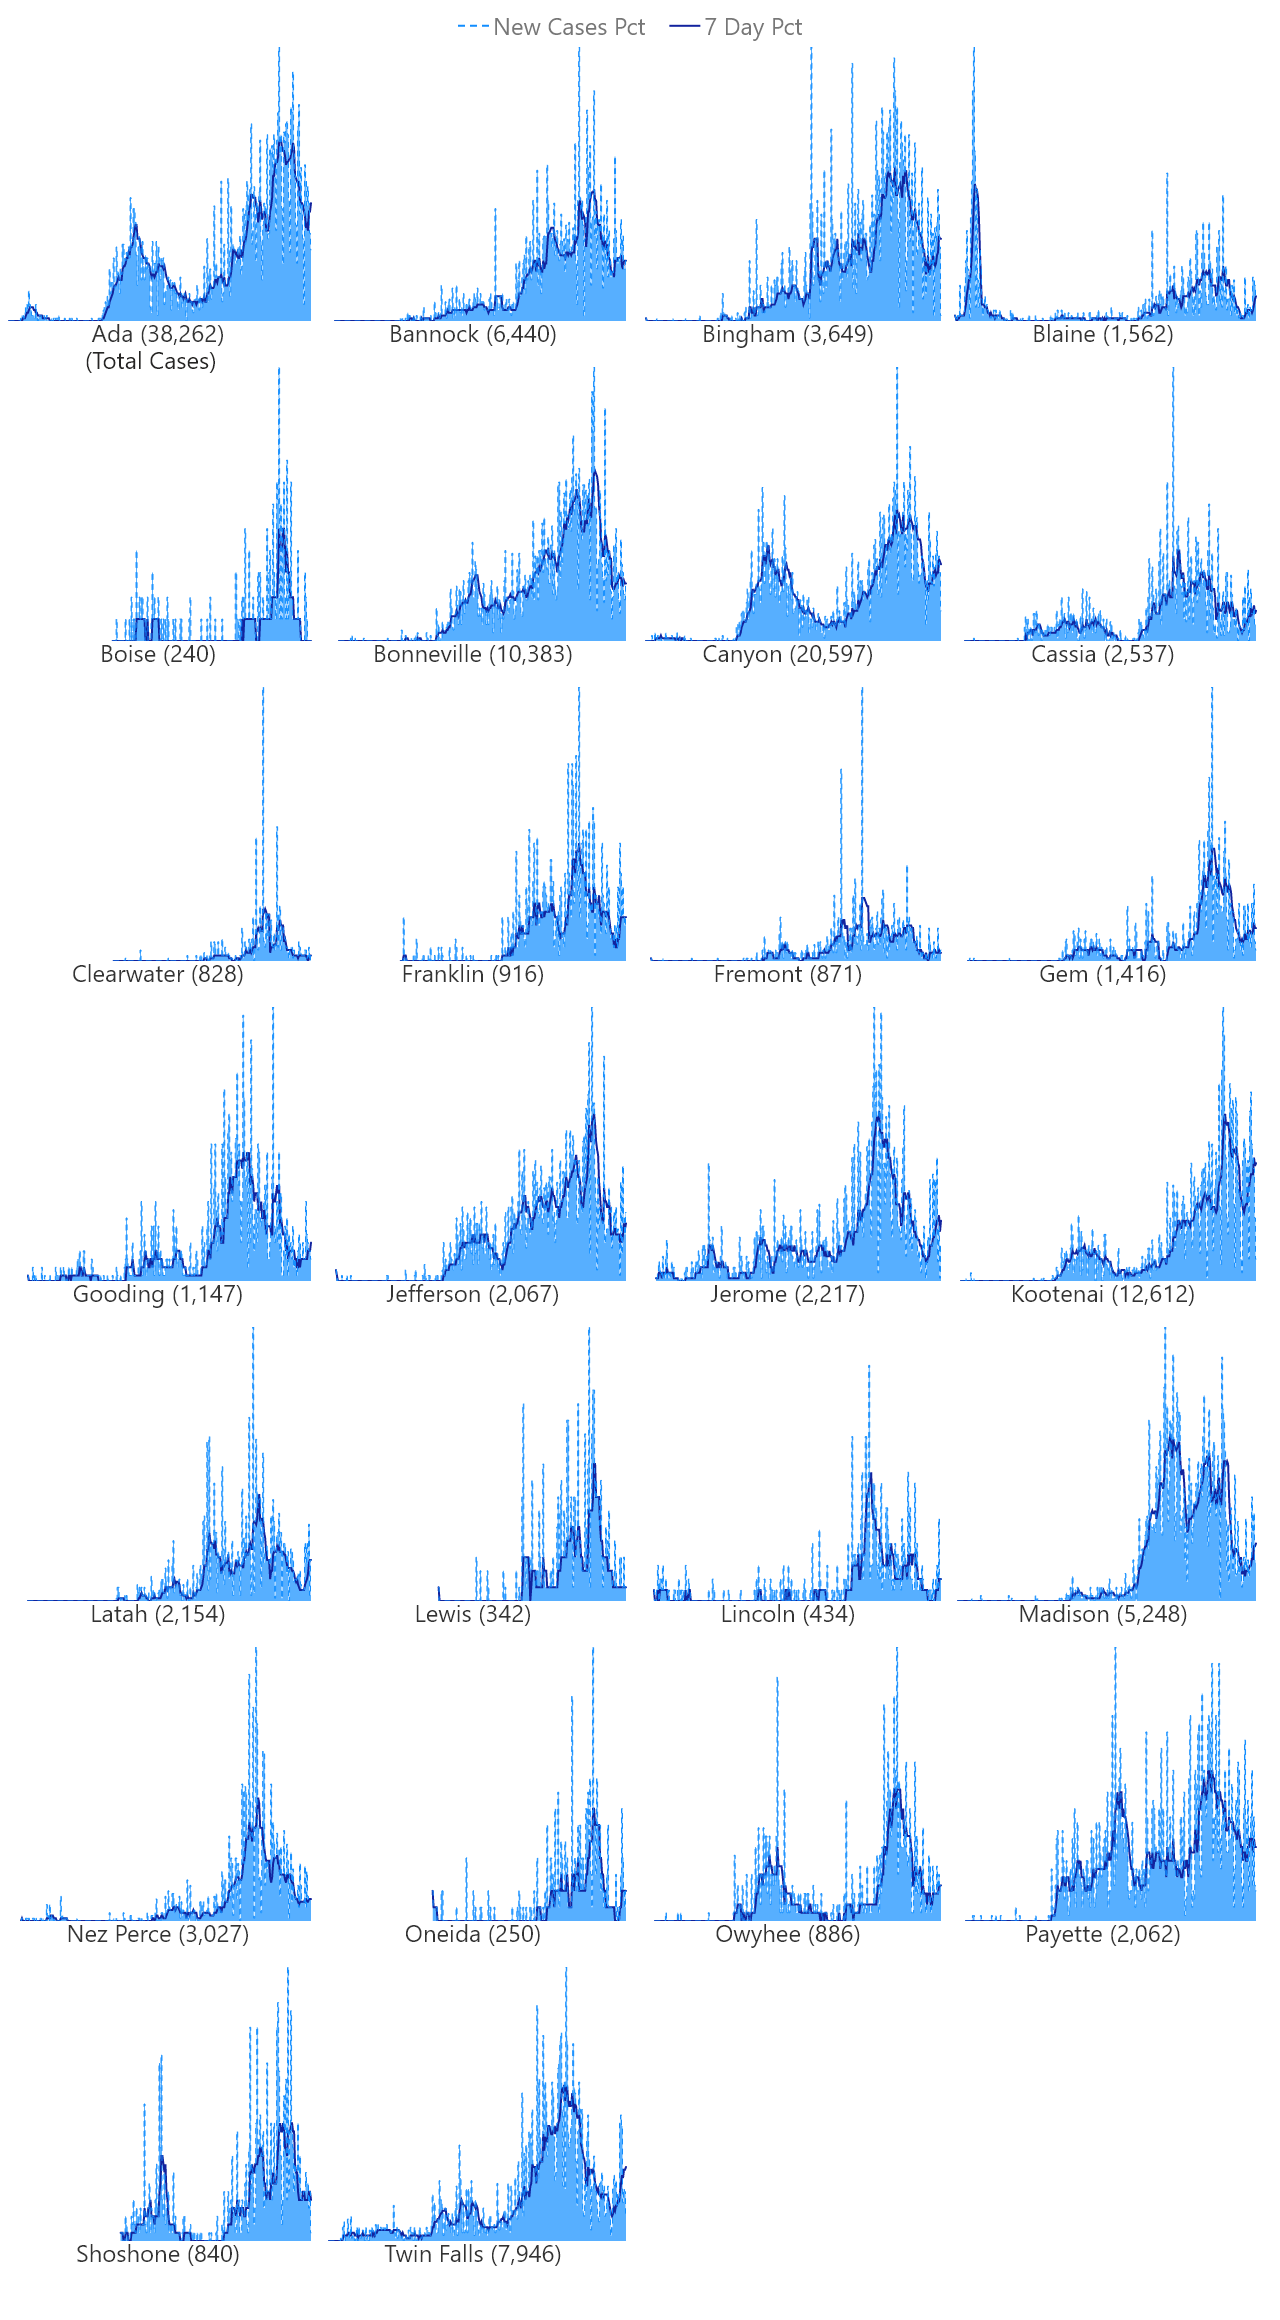 New Cases Pct 7 Day Pct
Ada (38,262) Bannock (6,440) Bingham (3,649) Blaine (1,562)
(Total Cases)
Boise (240) Bonneville (10,383) Canyon (20,597) Cassia (2,537)
Clearwater (828) Franklin (916) Fremont (871) Gem (1,416)
Gooding (1,147) Jefferson (2,067) Jerome (2,217) Kootenai (12,612)
Latah (2,154) Lewis (342) Lincoln (434) Madison (5,248)
Nez Perce (3,027) Oneida (250) Owyhee (886) Payette (2,062)
Shoshone (840) Twin Falls (7,946)